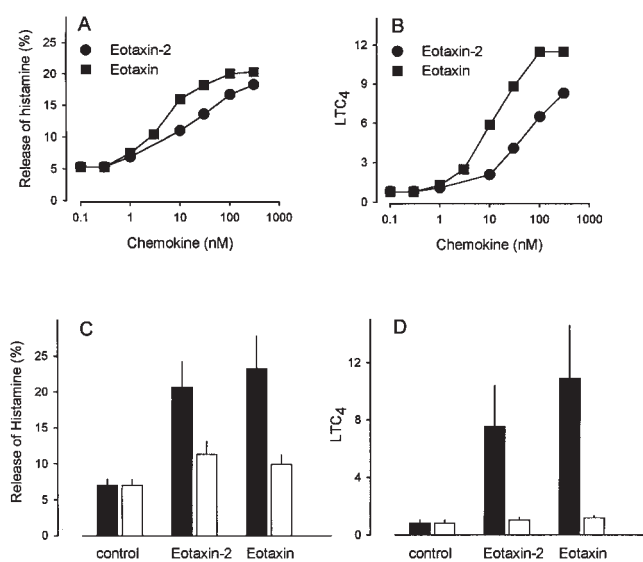 A
Release of histamine (%)
25
20
15
10
5
0
Eotaxin-2
Eotaxin
0.1 1 10 100 1000
Chemokine (nM)
B
LTC4
12
9
6
3
0
Eotaxin-2
Eotaxin
0.1 1 10 100 1000
Chemokine (nM)
C
Release of Histamine (%)
25
20
15
10
5
0
control Eotaxin-2 Eotaxin
D
LTC4
12
8
4
0
control Eotaxin-2 Eotaxin